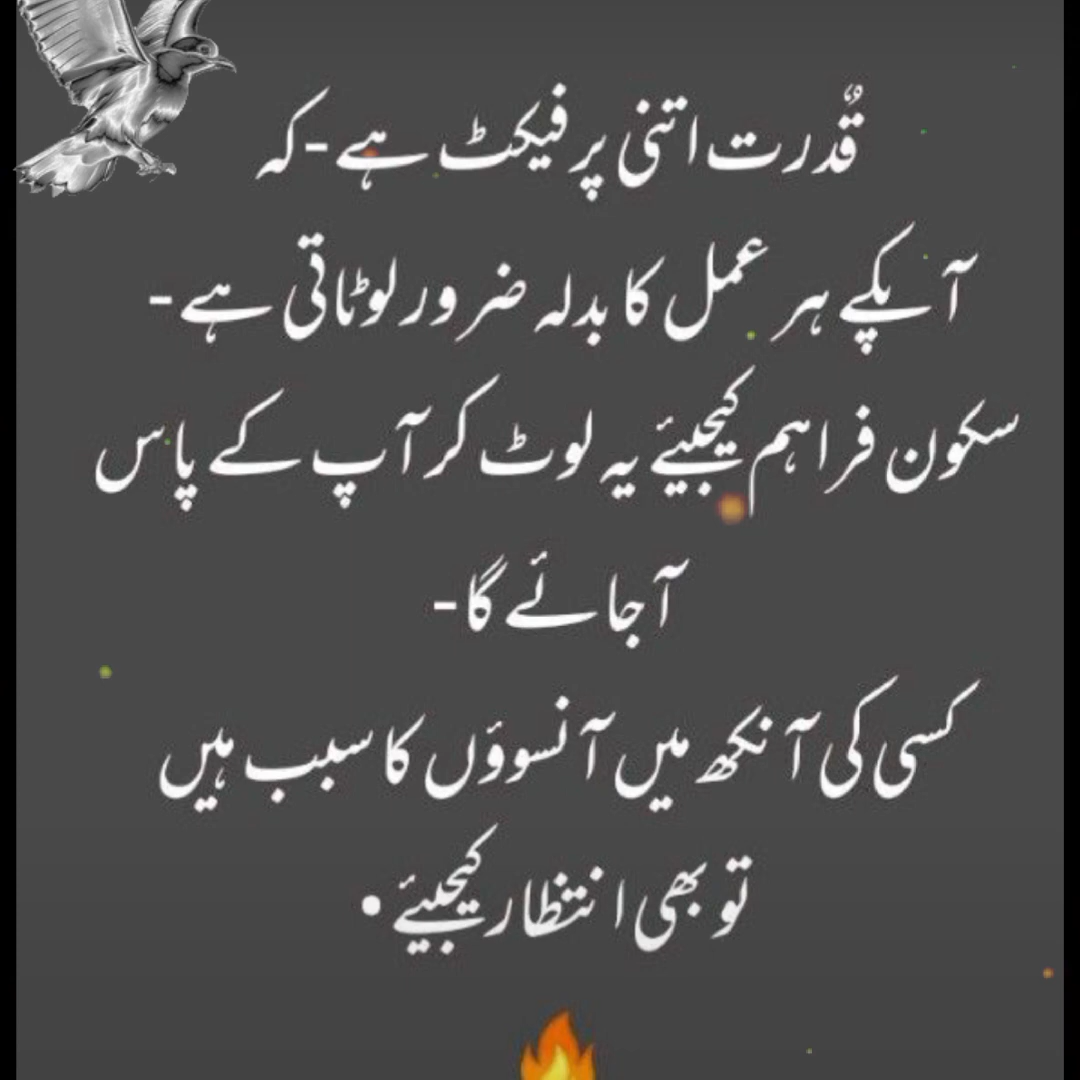 قُدرت اتنی پرفیکٹ ہے-کہ
آپکے ہر عمل کا بدلہ ضرور لوٹاتی ہے-
سکون فراہم کیجیئے یہ لوٹ کر آپ کے پاس
آجائے گا-
کسی کی آنکھ میں آنسوؤں کا سبب ہیں
تو بھی انتظار کیجیئے•